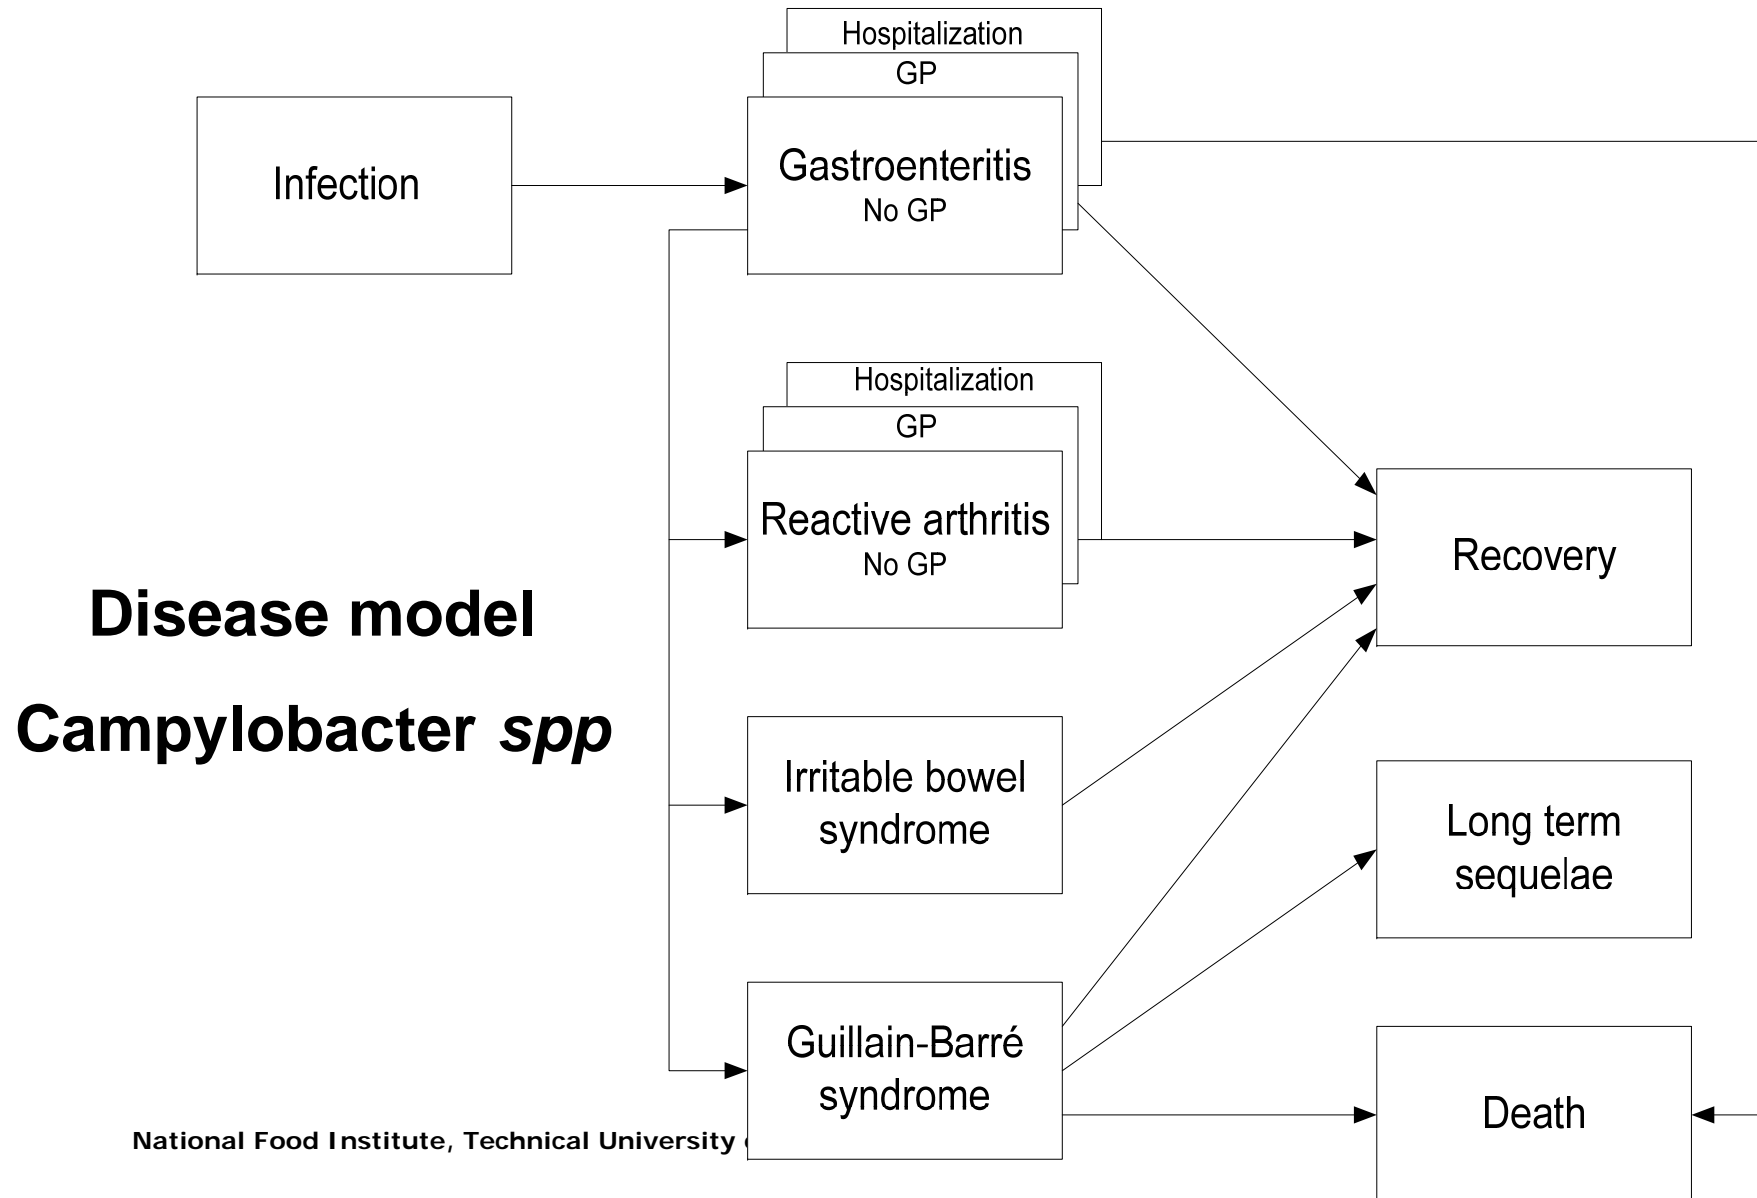 Hospitalization
GP
Infection
Gastroenteritis
No GP
Hospitalization
GP
Reactive arthritis
No GP
Recovery
Disease model
Campylobacter spp
Irritable bowel
syndrome
Long term
sequelae
Guillain-Barré
syndrome
Death
National Food Institute, Technical University